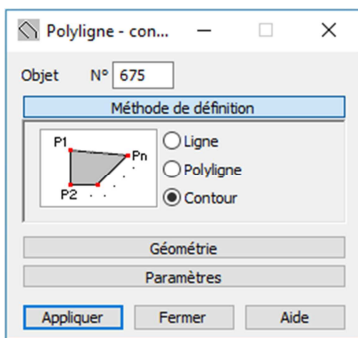 Polyligne - con...
Objet N° 675
Méthode de définition
P1
Pn
P2
Ligne
Polyligne
Contour
Géométrie
Paramètres
Appliquer Fermer Aide